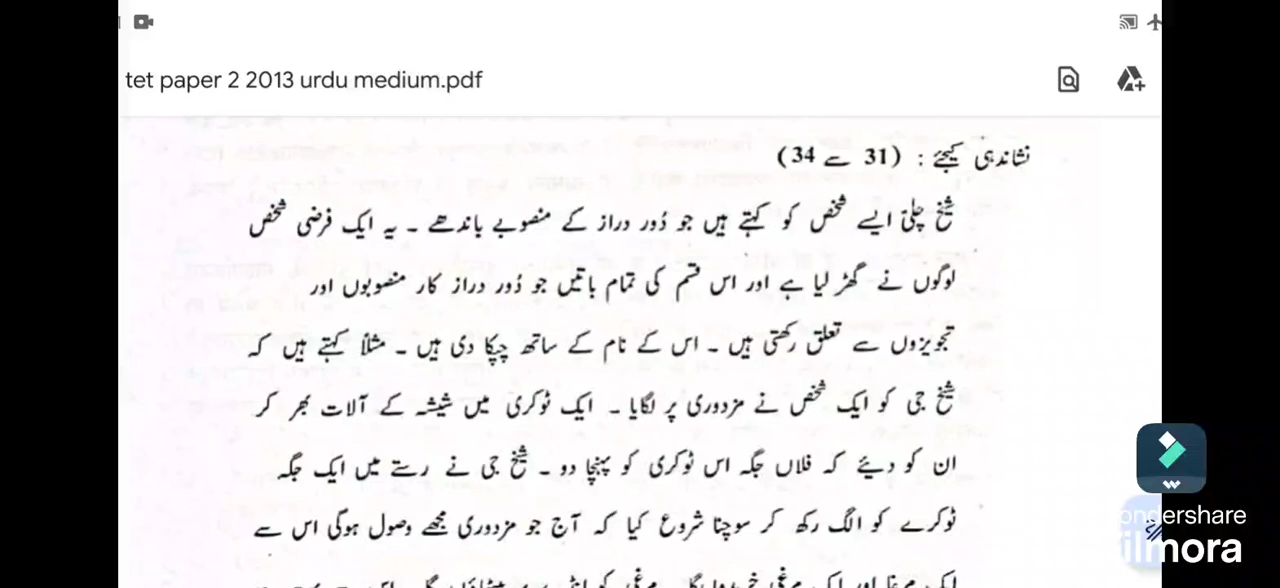 tet paper 2 2013 urdu medium.pdf
نشاندہی کیجئے : (31 سے 34)
شیخ چلّی ایسے شخص کو کہتے ہیں جو دُور دراز کے منصوبے باندھے ۔ یہ ایک فرضی شخص
لوگوں نے گھڑ لیا ہے اور اس قسم کی تمام باتیں جو دُور دراز کار منصوبوں اور
تجویزوں سے تعلق رکھتی ہیں ۔ اس کے نام کے ساتھ چپکا دی ہیں ۔ مثلاً کہتے ہیں کہ
شیخ جی کو ایک شخص نے مزدوری پر لگایا ۔ ایک ٹوکری میں شیشہ کے آلات بھر کر
ان کو دیئے کہ فلاں جگہ اس ٹوکری کو پہنچا دو ۔ شیخ جی نے رستے میں ایک جگہ
ٹوکرے کو الگ رکھ کر سوچنا شروع کیا کہ آج جو مزدوری مجھے وصول ہوگی اس سے
ondershare
ilmora